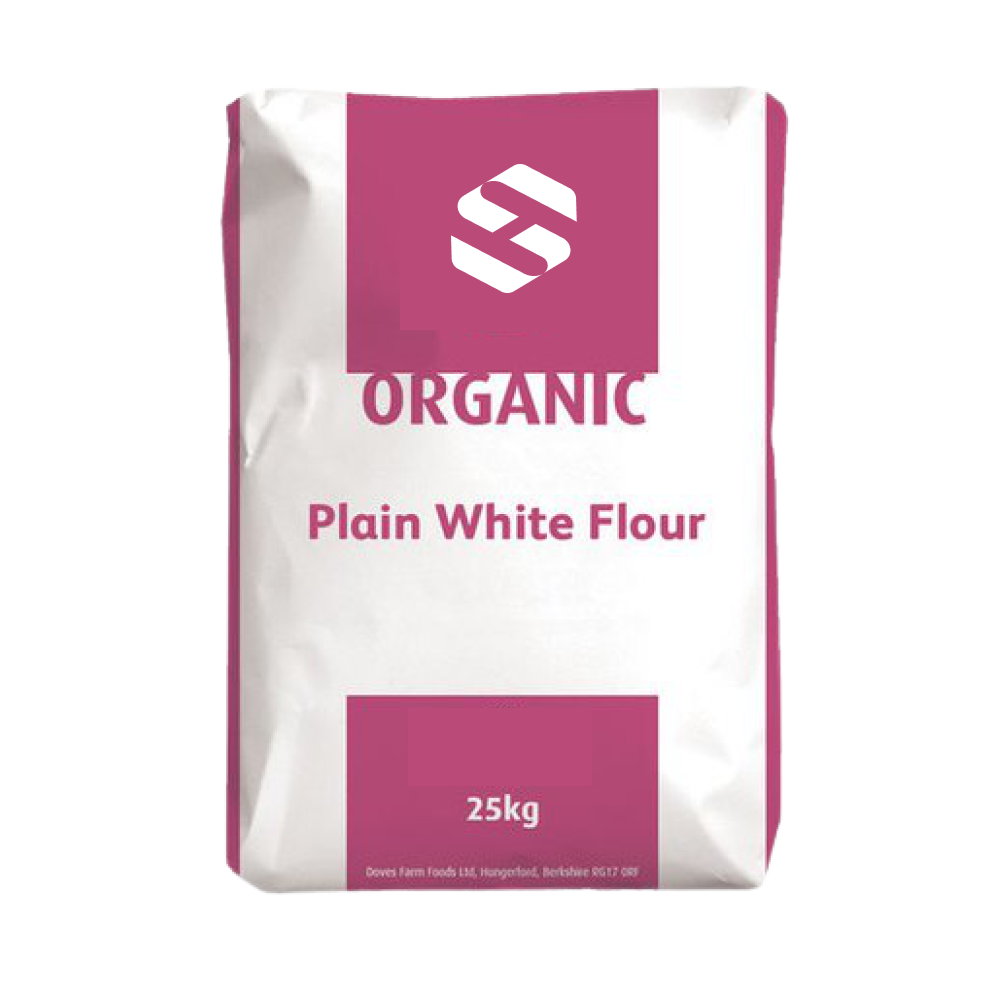 ORGANIC
Plain White Flour
25kg
Doves Farm Foods Ltd, Hungerford, Berkshire RG17 0RF